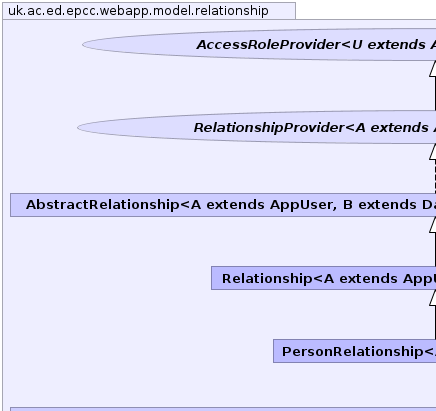 uk.ac.ed.epcc.webapp.model.relationship
AccessRoleProvider<U extends A
RelationshipProvider<A extends
AbstractRelationship<A extends AppUser, B extends Da
Relationship<A extends AppU
PersonRelationship<